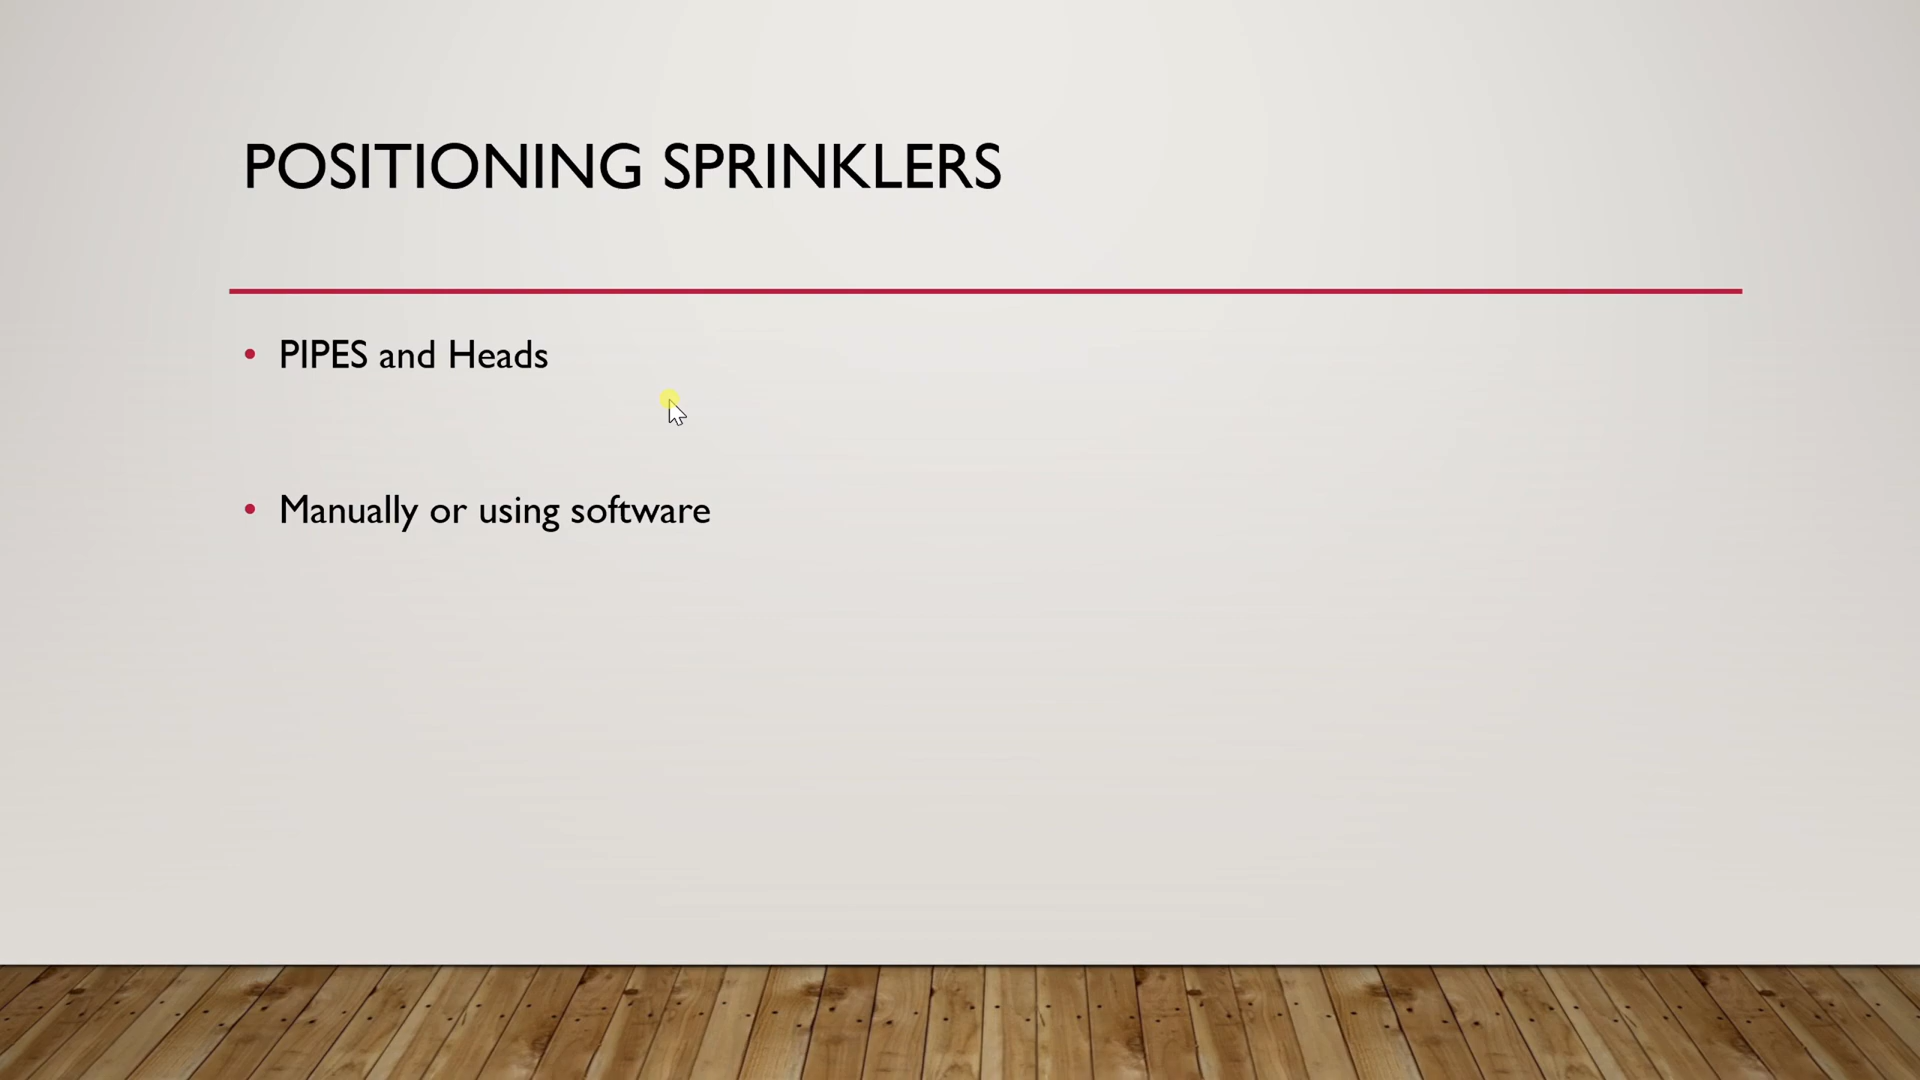 POSITIONING SPRINKLERS
• PIPES and Heads
• Manually or using software